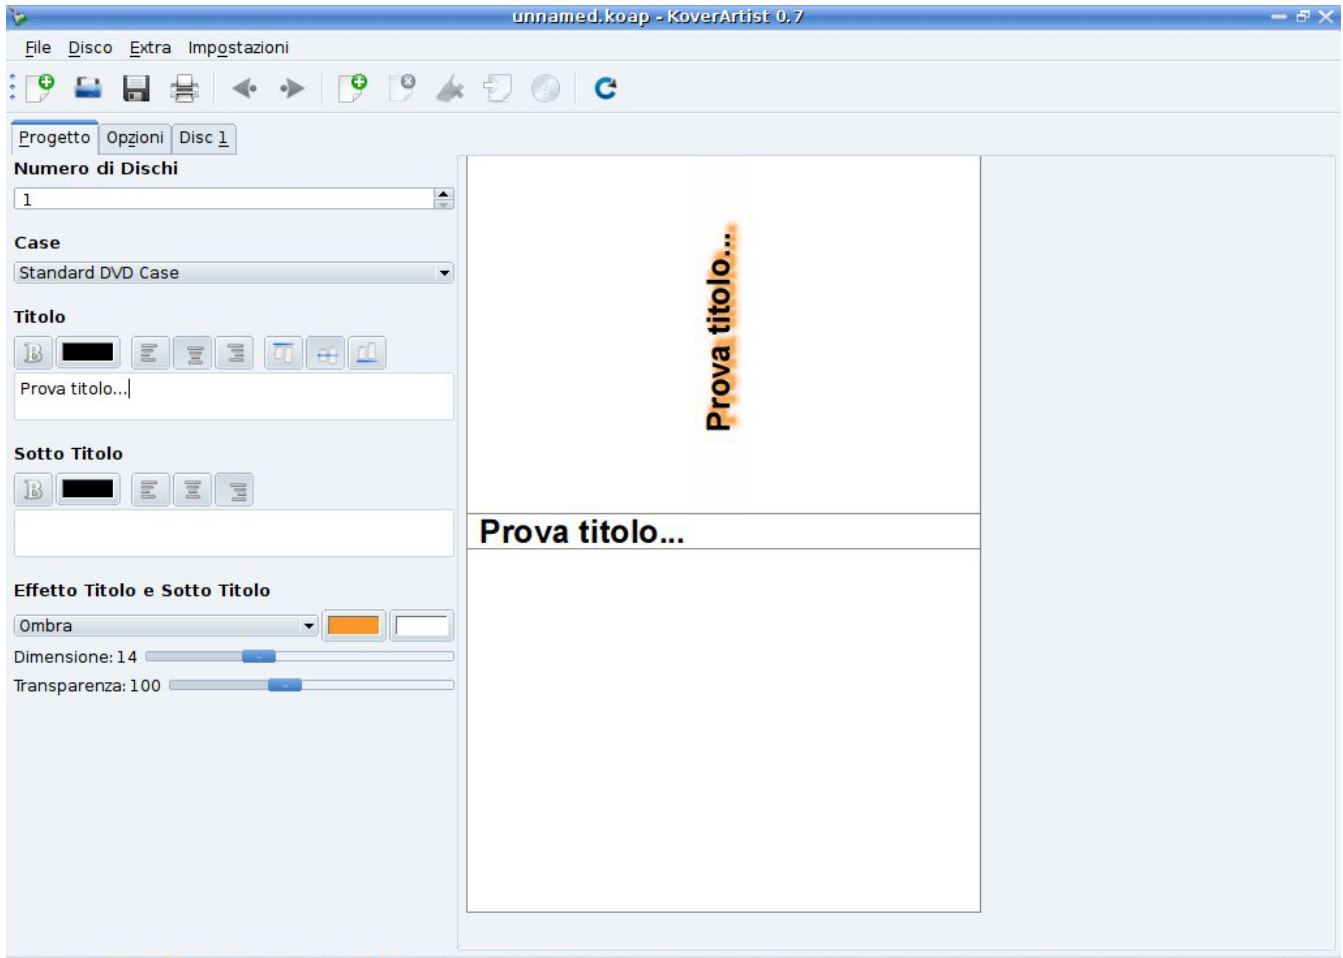 unnamed.koap - KoverArtist 0.7
File Disco Extra Impostazioni
Progetto Opzioni Disc 1
Numero di Dischi
1
Case
Standard DVD Case
Titolo
B
Prova titolo...
Sotto Titolo
B
Effetto Titolo e Sotto Titolo
Ombra
Dimensione: 14
Transparenza: 100
Prova titolo...
Prova titolo...